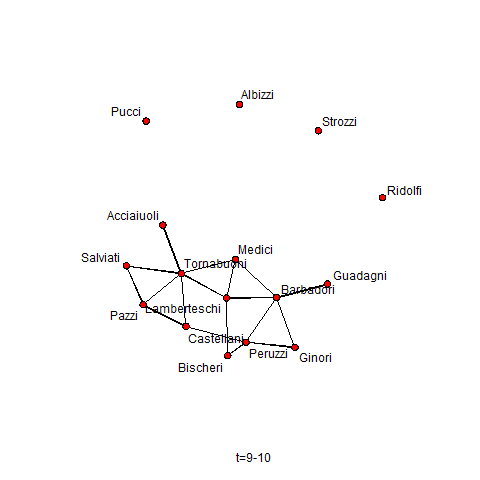 Albizzi
Pucci
Strozzi
Ridolfi
Acciaiuoli
Medici
Salviati
Tornabuoni
Guadagni
Barbadori
Lamberteschi
Pazzi
Castellani
Peruzzi
Ginori
Bischeri
t=9-10